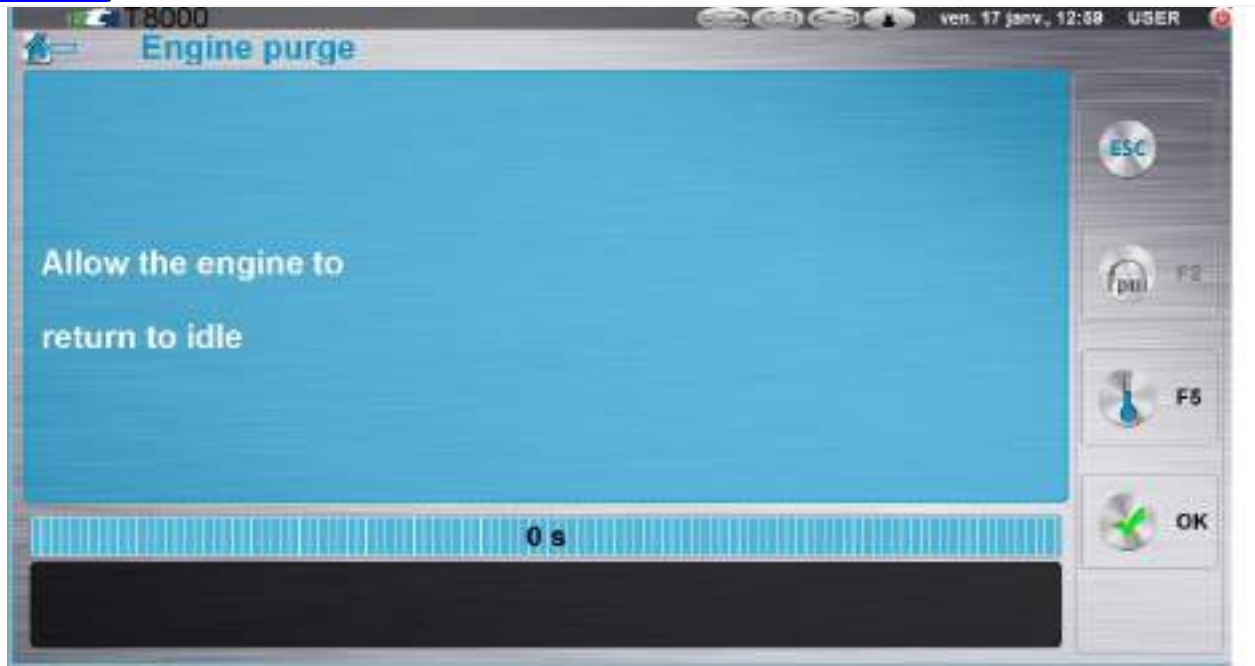 T8000
ven. 17 janv., 12:59 USER
Engine purge
ESC
Allow the engine to
F2
return to idle
F5
OK
0 s